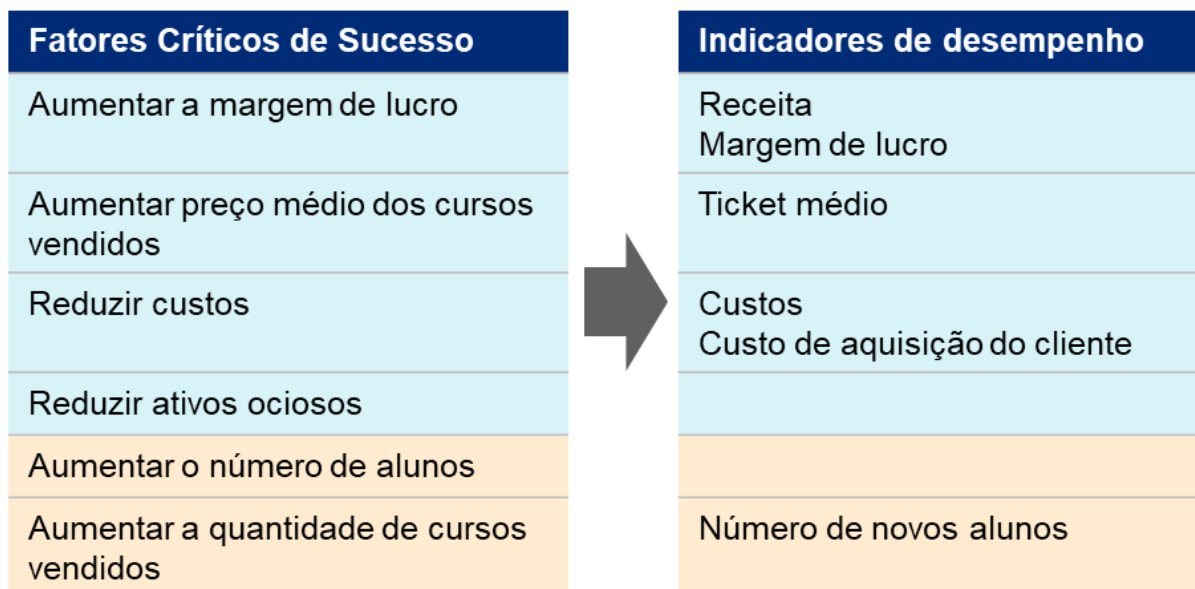 Fatores Críticos de Sucesso
Indicadores de desempenho
Aumentar a margem de lucro
Receita
Margem de lucro
Aumentar preço médio dos cursos
vendidos
Ticket médio
Reduzir custos
Custos
Custo de aquisição do cliente
Reduzir ativos ociosos
Aumentar o número de alunos
Aumentar a quantidade de cursos
vendidos
Número de novos alunos